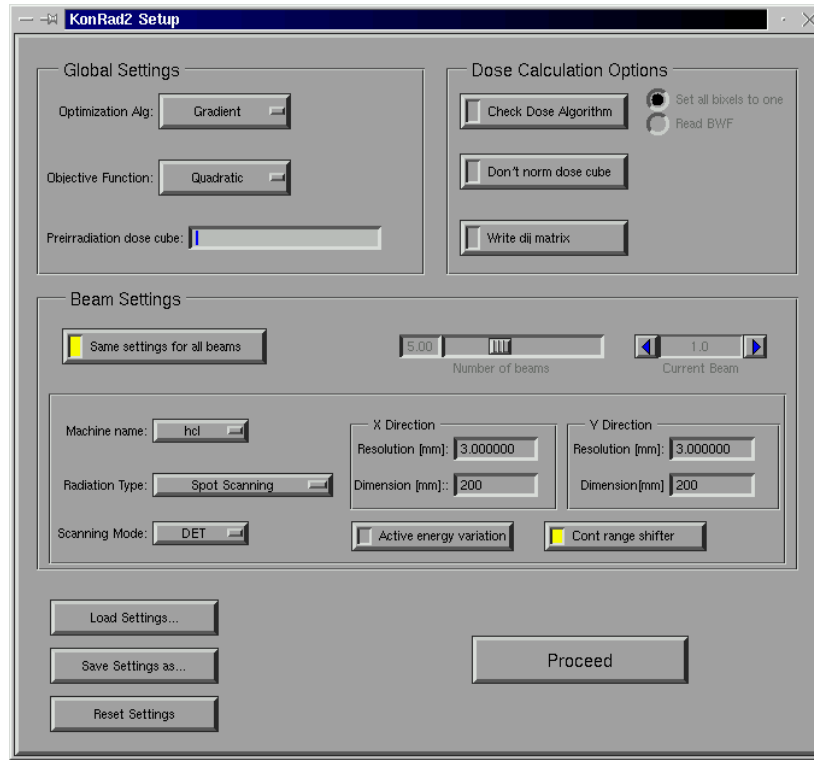 KonRad2 Setup
Global Settings
Optimization Alg: Gradient
Objective Function: Quadratic
Preirradiation dose cube:
Dose Calculation Options
Check Dose Algorithm
Set all bixels to one
Read BWF
Don't norm dose cube
Write dij matrix
Beam Settings
Same settings for all beams
5.00
Number of beams
1.0
Current Beam
Machine name: hcl
Radiation Type: Spot Scanning
Scanning Mode: DET
X Direction
Resolution [mm]: 3.000000
Dimension [mm]:: 200
Y Direction
Resolution [mm]: 3.000000
Dimension[mm] 200
Active energy variation
Cont range shifter
Load Settings...
Save Settings as...
Reset Settings
Proceed